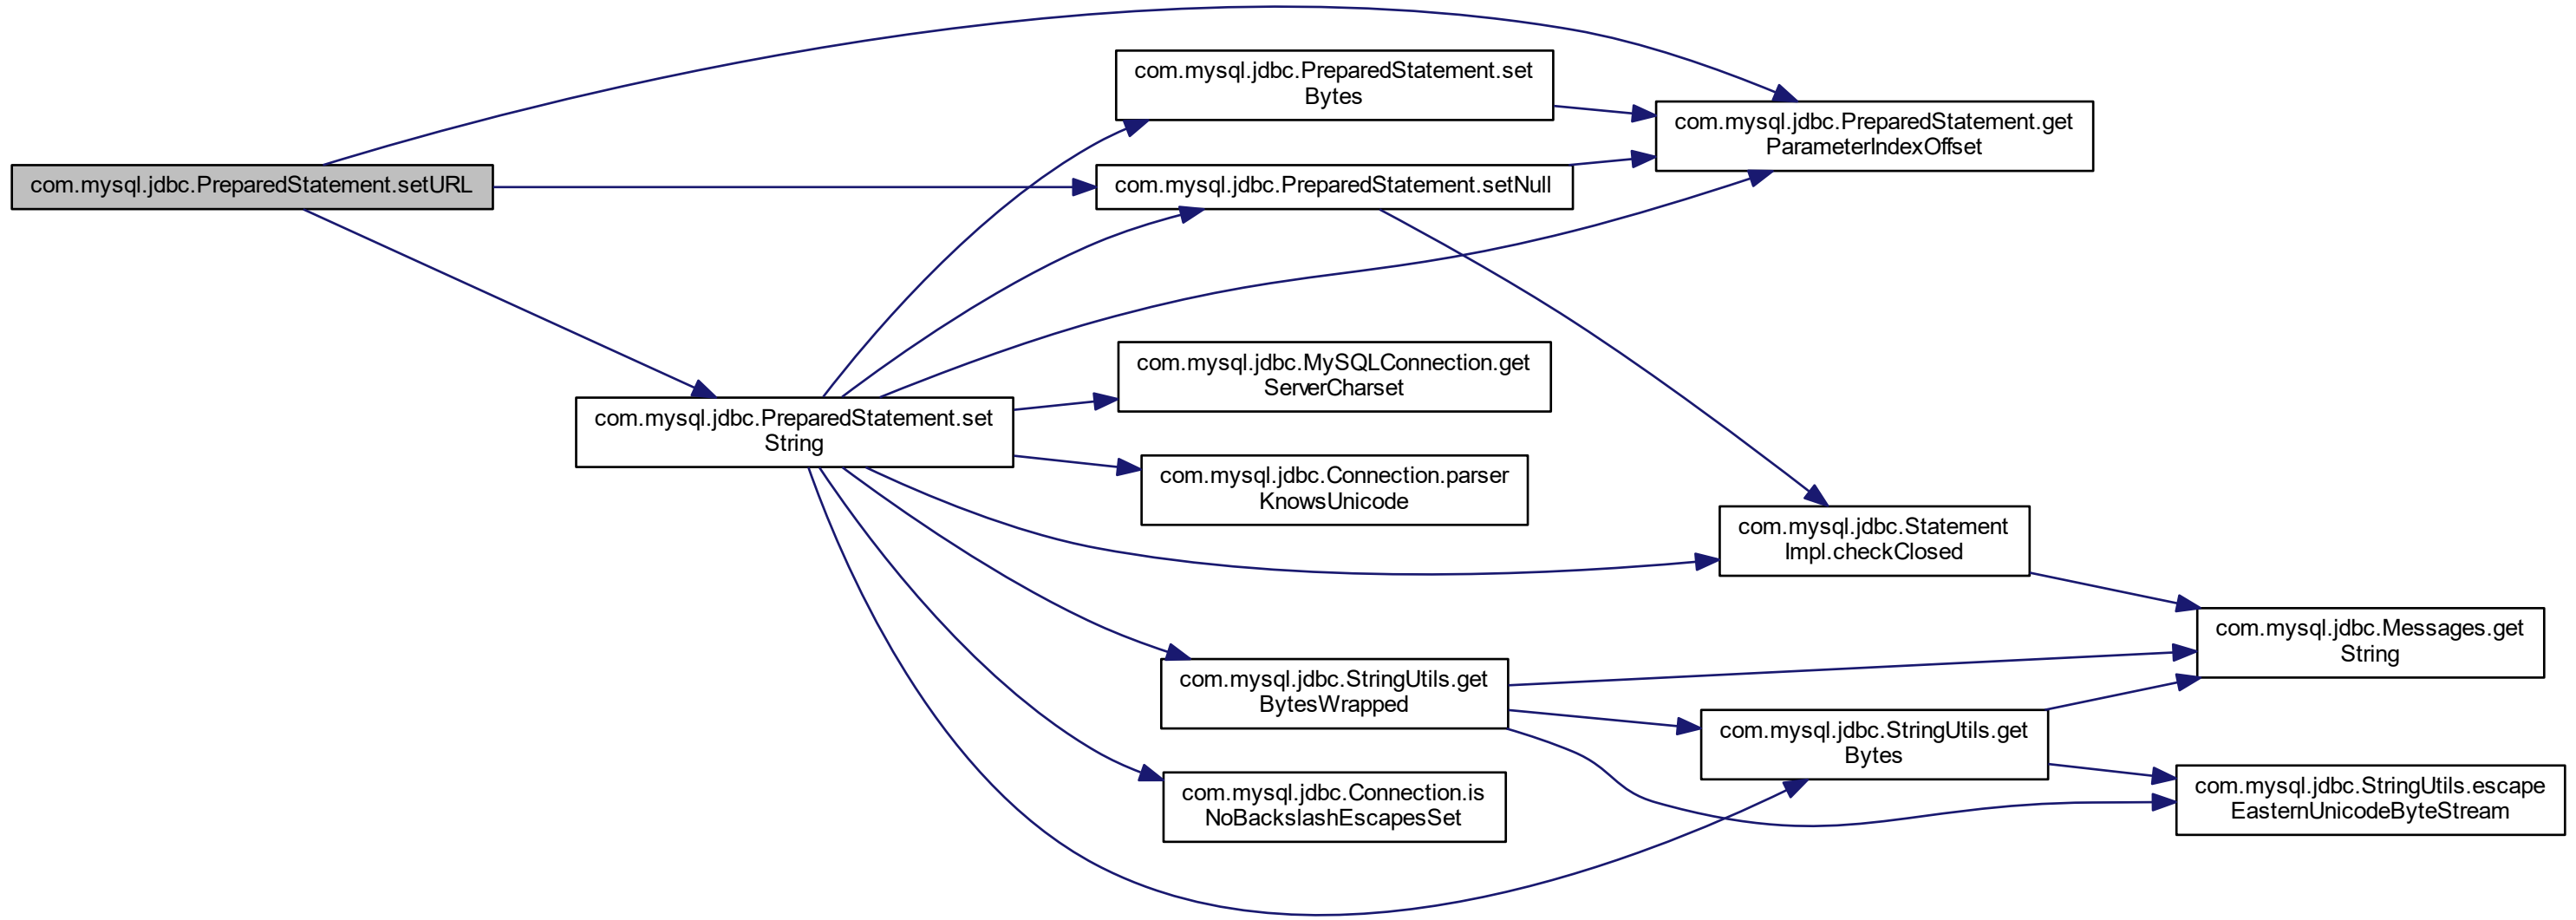 com.mysql.jdbc.PreparedStatement.setURL
com.mysql.jdbc.PreparedStatement.set
String
com.mysql.jdbc.PreparedStatement.set
Bytes
com.mysql.jdbc.PreparedStatement.setNull
com.mysql.jdbc.MySQLConnection.get
ServerCharset
com.mysql.jdbc.Connection.parser
KnowsUnicode
com.mysql.jdbc.StringUtils.get
BytesWrapped
com.mysql.jdbc.Connection.is
NoBackslashEscapesSet
com.mysql.jdbc.PreparedStatement.get
ParameterIndexOffset
com.mysql.jdbc.Statement
Impl.checkClosed
com.mysql.jdbc.StringUtils.get
Bytes
com.mysql.jdbc.Messages.get
String
com.mysql.jdbc.StringUtils.escape
EasternUnicodeByteStream